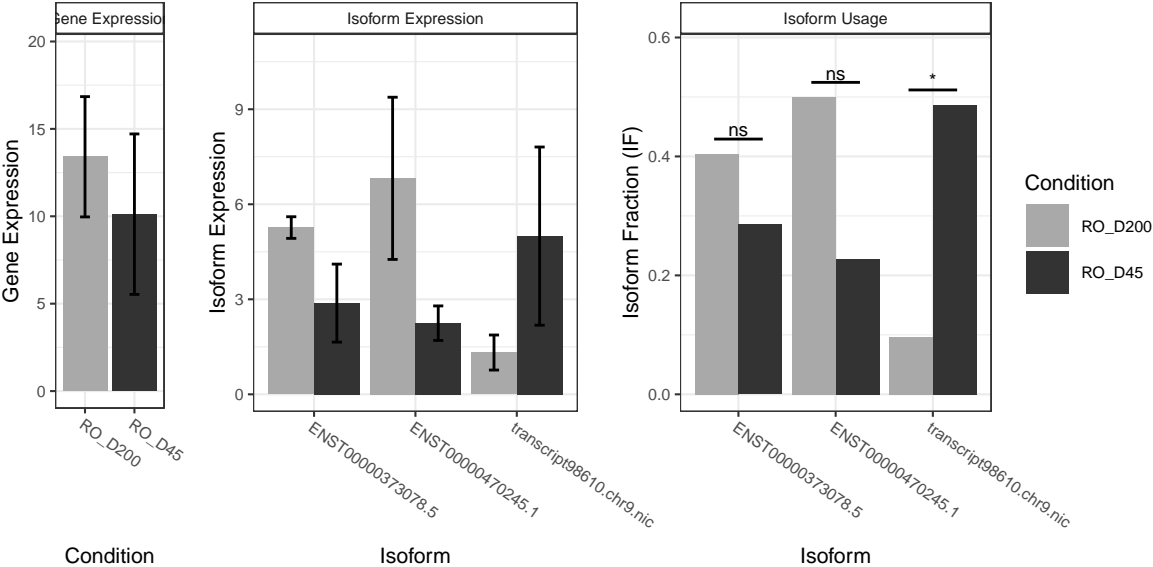 Gene Expression
Isoform Expression
Isoform Usage
Gene Expression
20
15
10
5
0
RO_D200
RO_D45
Condition
Isoform Expression
9
6
3
0
ENST00000373078.5
ENST00000470245.1
transcript98610.chr9.nic
Isoform
Isoform Fraction (IF)
0.6
0.4
0.2
0.0
ns
ns
*
ENST00000373078.5
ENST00000470245.1
transcript98610.chr9.nic
Isoform
Condition
RO_D200
RO_D45